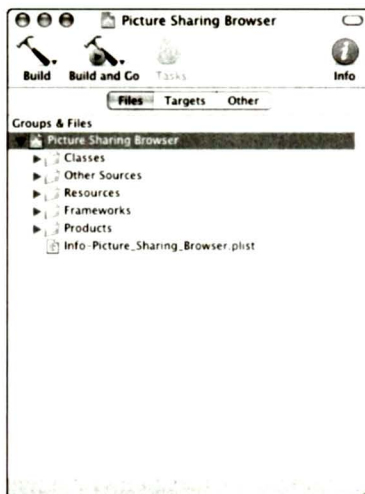 Picture Sharing Browser
Build Build and Go Tasks Info
Files Targets Other
Groups & Files
Picture Sharing Browser
Classes
Other Sources
Resources
Frameworks
Products
Info-Picture_Sharing_Browser.plist